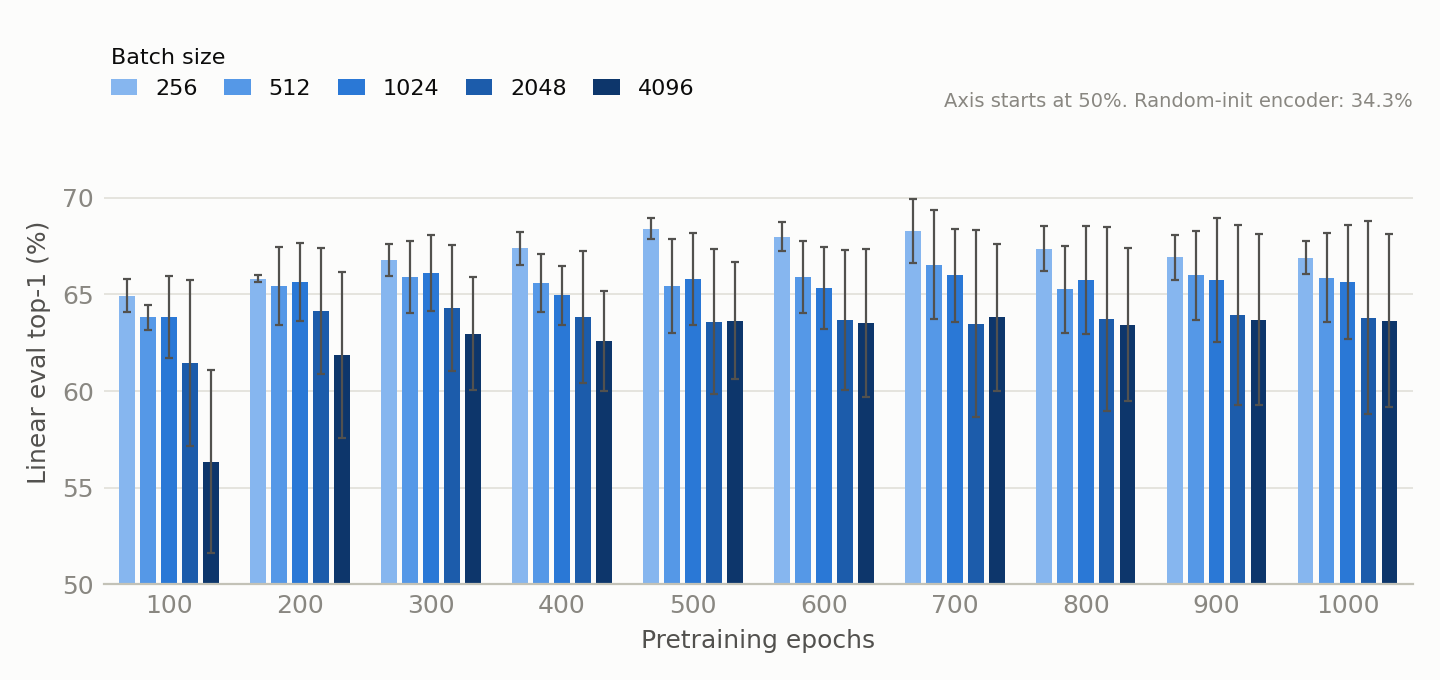 Batch size
256 512 1024 2048 4096
Axis starts at 50%. Random-init encoder: 34.3%
Linear eval top-1 (%)
70
65
60
55
50
100 200 300 400 500 600 700 800 900 1000
Pretraining epochs